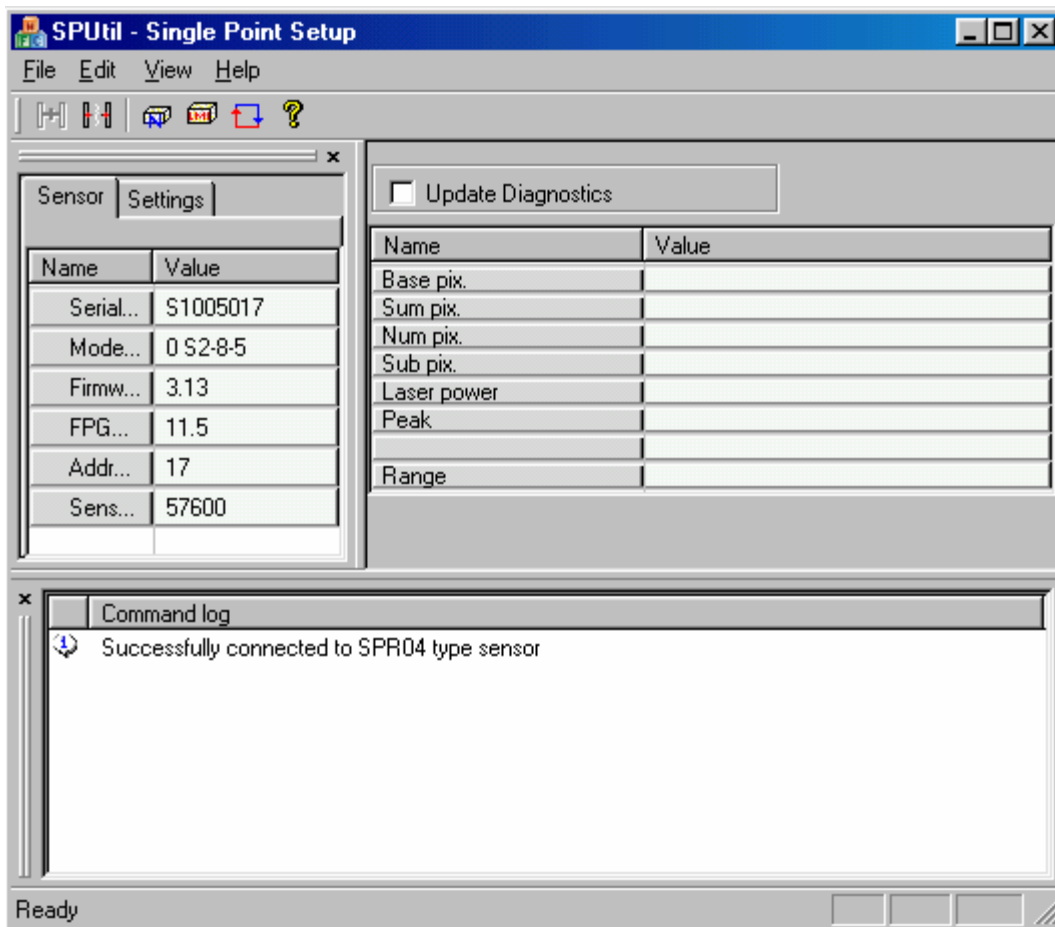 SPUtil - Single Point Setup
File Edit View Help
Sensor Settings
Name Value
Serial... S1005017
Mode... 0 S2-8-5
Firmw... 3.13
FPG... 11.5
Addr... 17
Sens... 57600
Update Diagnostics
Name Value
Base pix.
Sum pix.
Num pix.
Sub pix.
Laser power
Peak
Range
Command log
Successfully connected to SPR04 type sensor
Ready